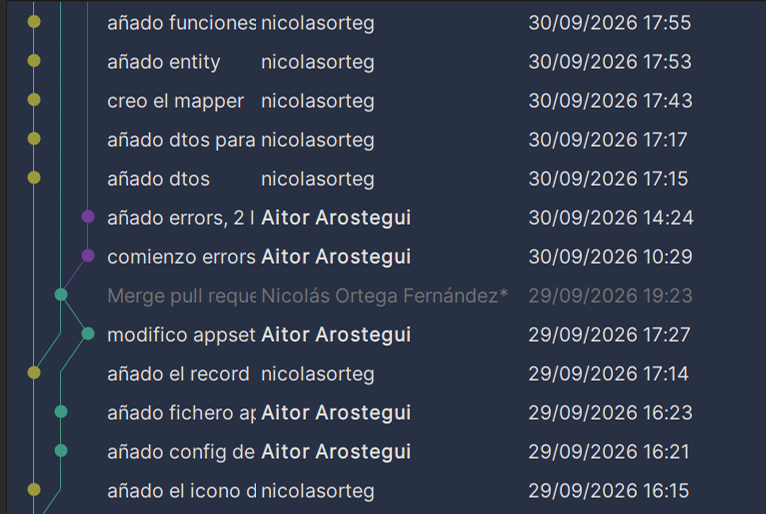 añado funciones nicolasorteg 30/09/2026 17:55
añado entity nicolasorteg 30/09/2026 17:53
creo el mapper nicolasorteg 30/09/2026 17:43
añado dtos para nicolasorteg 30/09/2026 17:17
añado dtos nicolasorteg 30/09/2026 17:15
añado errors, 2 Aitor Arostegui 30/09/2026 14:24
comienzo errors Aitor Arostegui 30/09/2026 10:29
Merge pull reque Nicolás Ortega Fernández* 29/09/2026 19:23
modifico appset Aitor Arostegui 29/09/2026 17:27
añado el record nicolasorteg 29/09/2026 17:14
añado fichero ap Aitor Arostegui 29/09/2026 16:23
añado config de Aitor Arostegui 29/09/2026 16:21
añado el icono d nicolasorteg 29/09/2026 16:15